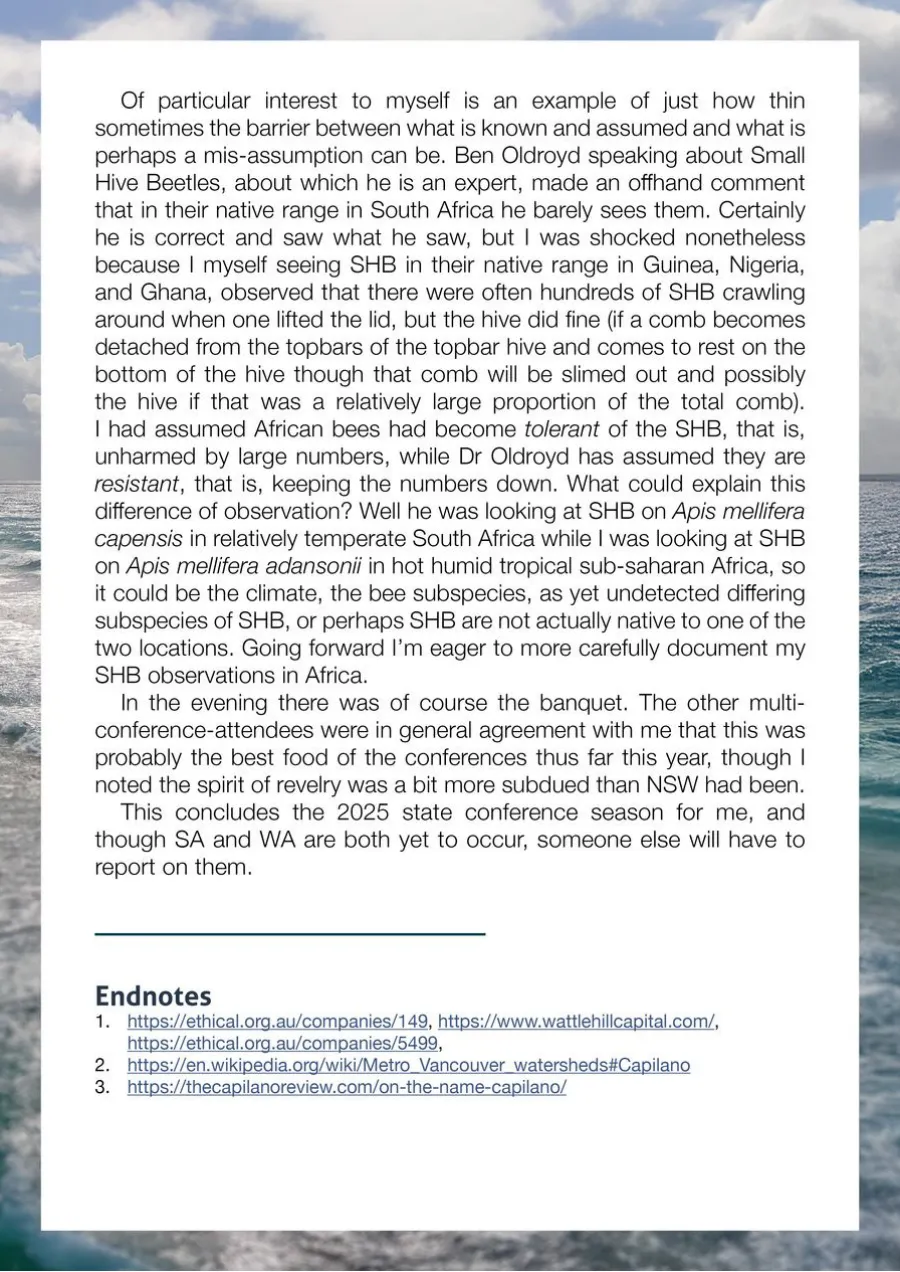 Of particular interest to myself is an example of just how thin
sometimes the barrier between what is known and assumed and what is
perhaps a mis-assumption can be. Ben Oldroyd speaking about Small
Hive Beetles, about which he is an expert, made an offhand comment
that in their native range in South Africa he barely sees them. Certainly
he is correct and saw what he saw, but I was shocked nonetheless
because I myself seeing SHB in their native range in Guinea, Nigeria,
and Ghana, observed that there were often hundreds of SHB crawling
around when one lifted the lid, but the hive did fine (if a comb becomes
detached from the topbars of the topbar hive and comes to rest on the
bottom of the hive though that comb will be slimed out and possibly
the hive if that was a relatively large proportion of the total comb).
I had assumed African bees had become tolerant of the SHB, that is,
unharmed by large numbers, while Dr Oldroyd has assumed they are
resistant, that is, keeping the numbers down. What could explain this
difference of observation? Well he was looking at SHB on Apis mellifera
capensis in relatively temperate South Africa while I was looking at SHB
on Apis mellifera adansonii in hot humid tropical sub-saharan Africa, so
it could be the climate, the bee subspecies, as yet undetected differing
subspecies of SHB, or perhaps SHB are not actually native to one of the
two locations. Going forward I'm eager to more carefully document my
SHB observations in Africa.
In the evening there was of course the banquet. The other multi-
conference-attendees were in general agreement with me that this was
probably the best food of the conferences thus far this year, though I
noted the spirit of revelry was a bit more subdued than NSW had been.
This concludes the 2025 state conference season for me, and
though SA and WA are both yet to occur, someone else will have to
report on them.
Endnotes
1. https://ethical.org.au/companies/149, https://www.wattlehillcapital.com/,
https://ethical.org.au/companies/5499,
2. https://en.wikipedia.org/wiki/Metro_Vancouver_watersheds#Capilano
3. https://thecapilanoreview.com/on-the-name-capilano/